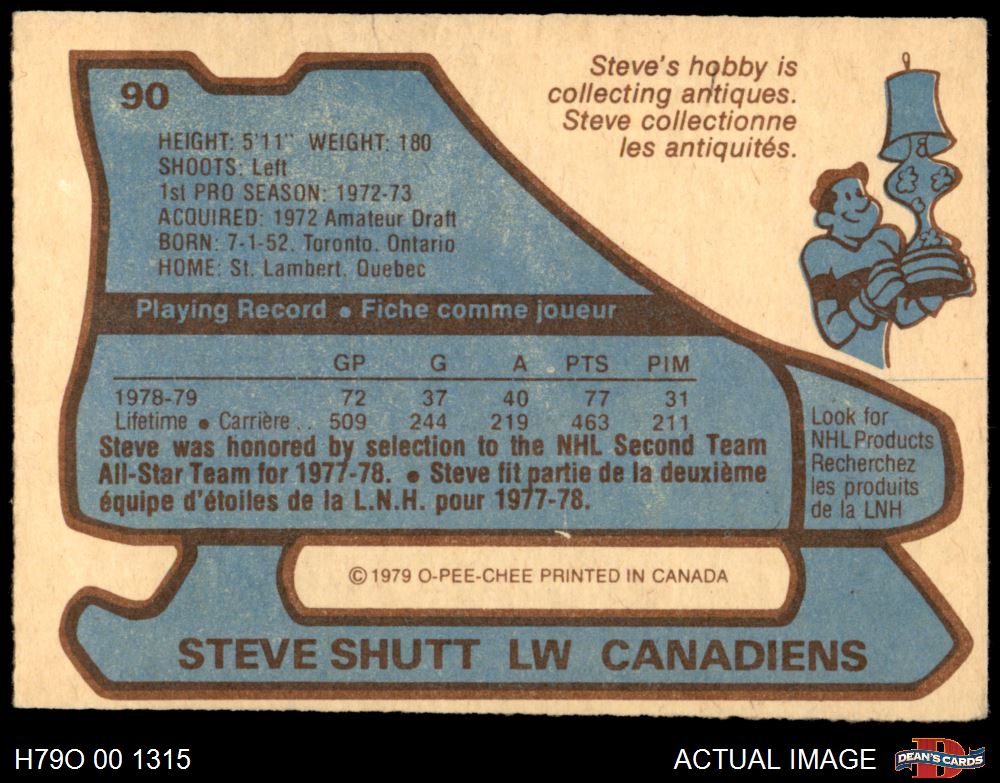 90
HEIGHT: 5'11" WEIGHT: 180
SHOOTS: Left
1st PRO SEASON: 1972-73
ACQUIRED: 1972 Amateur Draft
BORN: 7-1-52, Toronto, Ontario
HOME: St. Lambert, Quebec
Steve's hobby is
collecting antiques.
Steve collectionne
les antiquités.
Playing Record • Fiche comme joueur
GP G A PTS PIM
1978-79 72 37 40 77 31
Lifetime • Carrière .. 509 244 219 463 211
Steve was honored by selection to the NHL Second Team
All-Star Team for 1977-78. • Steve fit partie de la deuxième
équipe d'étoiles de la L.N.H. pour 1977-78.
Look for
NHL Products
Recherchez
les produits
de la LNH
© 1979 O-PEE-CHEE PRINTED IN CANADA
STEVE SHUTT LW CANADIENS
H79O 00 1315
ACTUAL IMAGE
D
DEAN'S CARDS